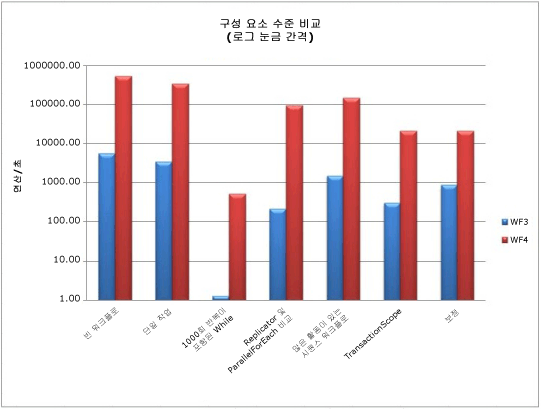 구성 요소 수준 비교
(로그 눈금 간격)
1000000.00
100000.00
10000.00
1000.00
100.00
10.00
1.00
연산/초
빈 워크플로
단일 작업
1000회 반복이
포함된 While
Replicator 및
ParallelForEach 비교
많은 활동이 있는
시퀀스 워크플로
TransactionScope
보정
WF3
WF4